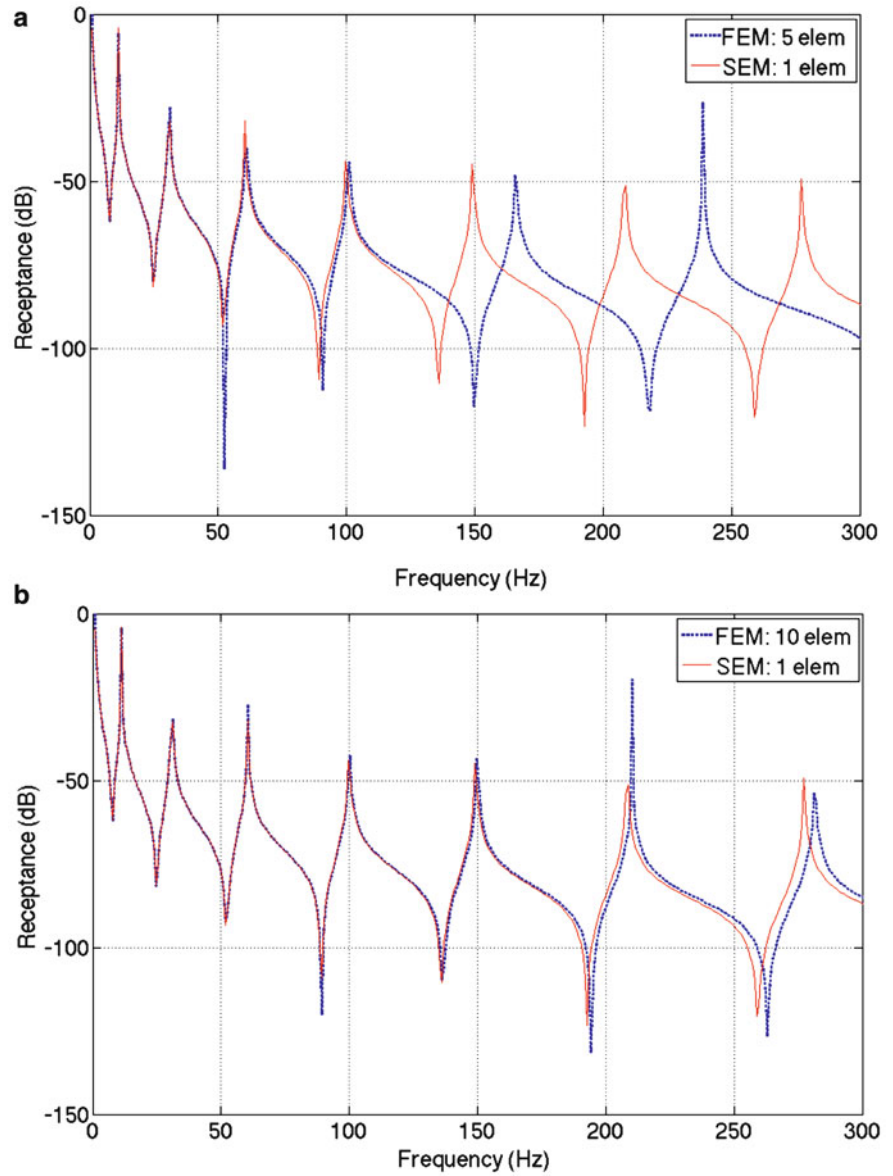 a
0
FEM: 5 elem
SEM: 1 elem
-50
Receptance (dB)
-100
-150
0 50 100 150 200 250 300
Frequency (Hz)
b
0
FEM: 10 elem
SEM: 1 elem
-50
Receptance (dB)
-100
-150
0 50 100 150 200 250 300
Frequency (Hz)